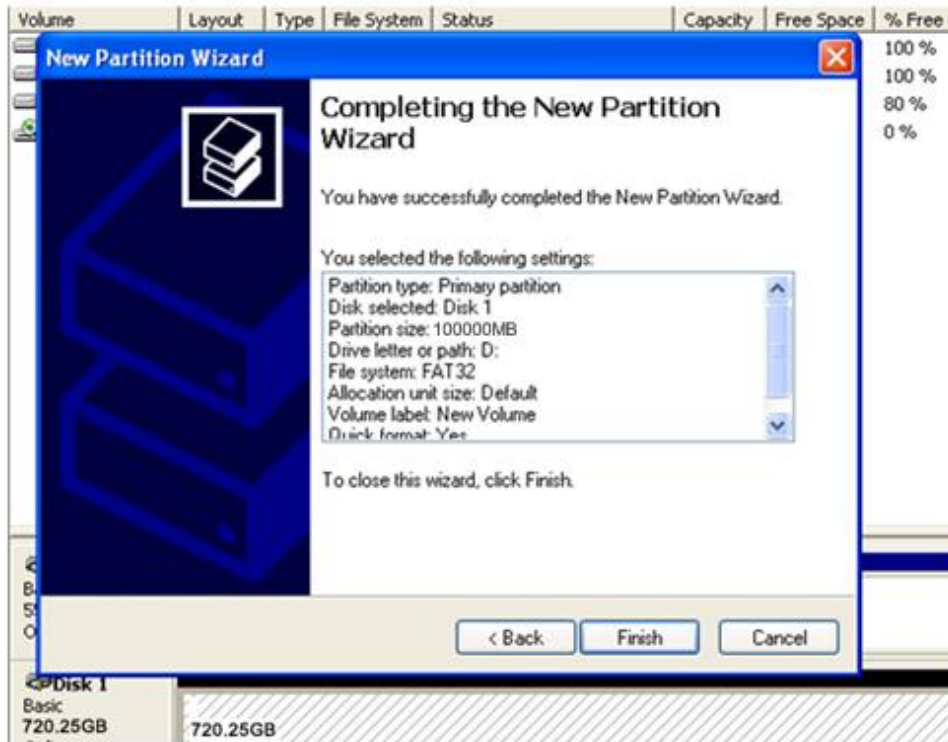 Volume Layout Type File System Status Capacity Free Space % Free
100 %
100 %
80 %
0 %
New Partition Wizard
Completing the New Partition
Wizard
You have successfully completed the New Partition Wizard.
You selected the following settings:
Partition type: Primary partition
Disk selected: Disk 1
Partition size: 100000MB
Drive letter or path: D:
File system: FAT32
Allocation unit size: Default
Volume label: New Volume
Quick format: Yes
To close this wizard, click Finish.
< Back Finish Cancel
Disk 1
Basic
720.25GB
720.25GB